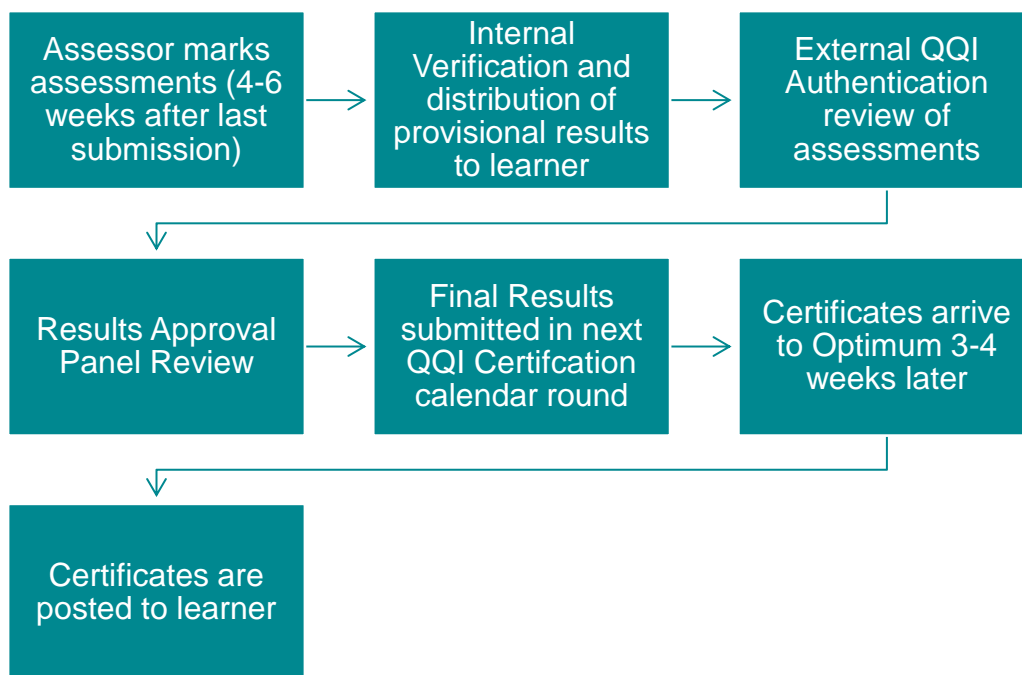 Assessor marks
assessments (4-6
weeks after last
submission)
Internal
Verification and
distribution of
provisional results
to learner
External QQI
Authentication
review of
assessments
Results Approval
Panel Review
Final Results
submitted in next
QQI Certifcation
calendar round
Certificates arrive
to Optimum 3-4
weeks later
Certificates are
posted to learner